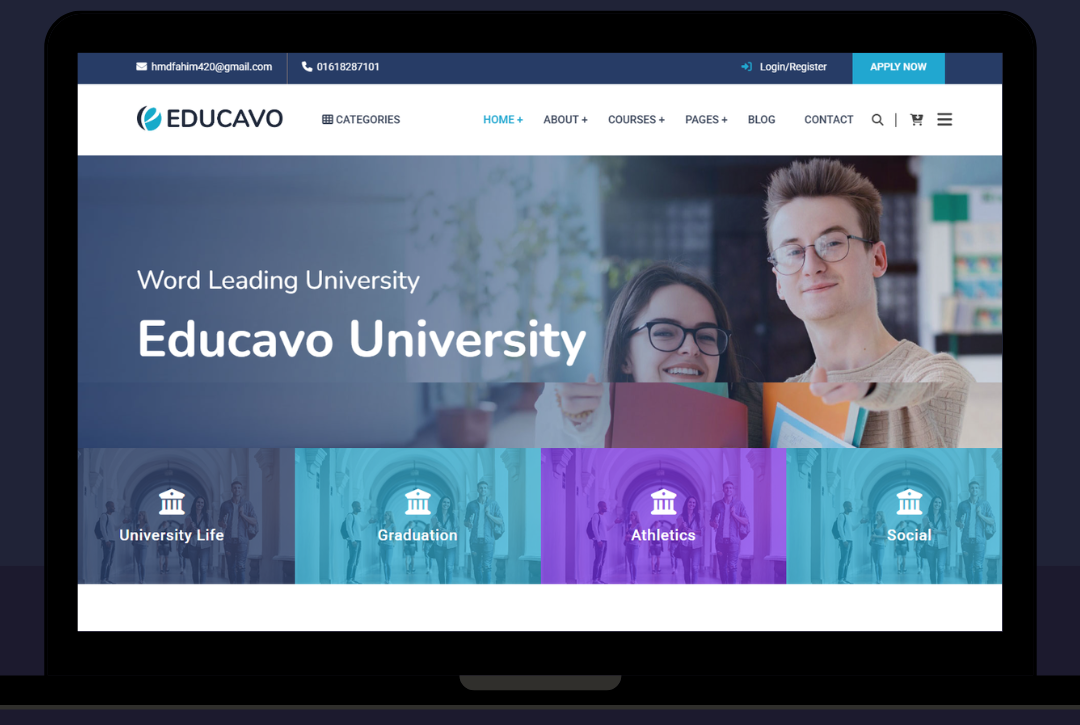 hmdfahim420@gmail.com 01618287101 Login/Register APPLY NOW
EDUCAVO CATEGORIES HOME + ABOUT + COURSES + PAGES + BLOG CONTACT
Word Leading University
Educavo University
University Life Graduation Athletics Social